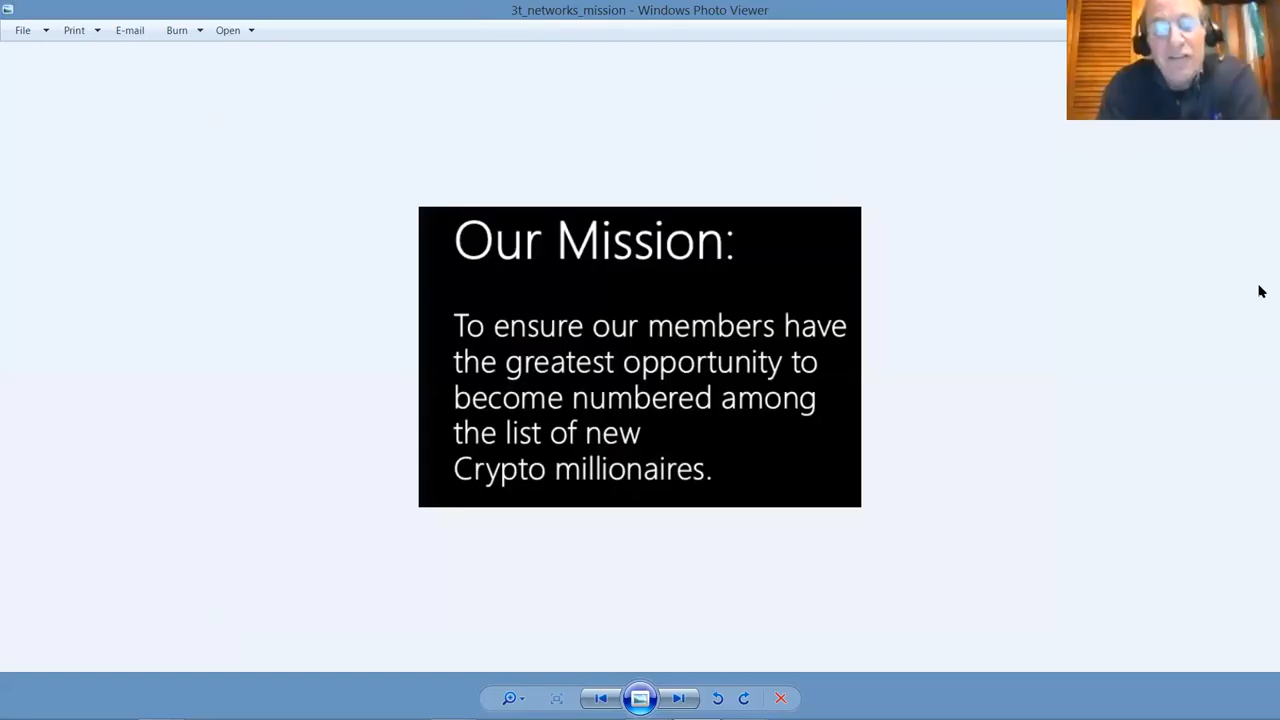 3t_networks_mission - Windows Photo Viewer
File Print E-mail Burn Open
Our Mission:
To ensure our members have
the greatest opportunity to
become numbered among
the list of new
Crypto millionaires.